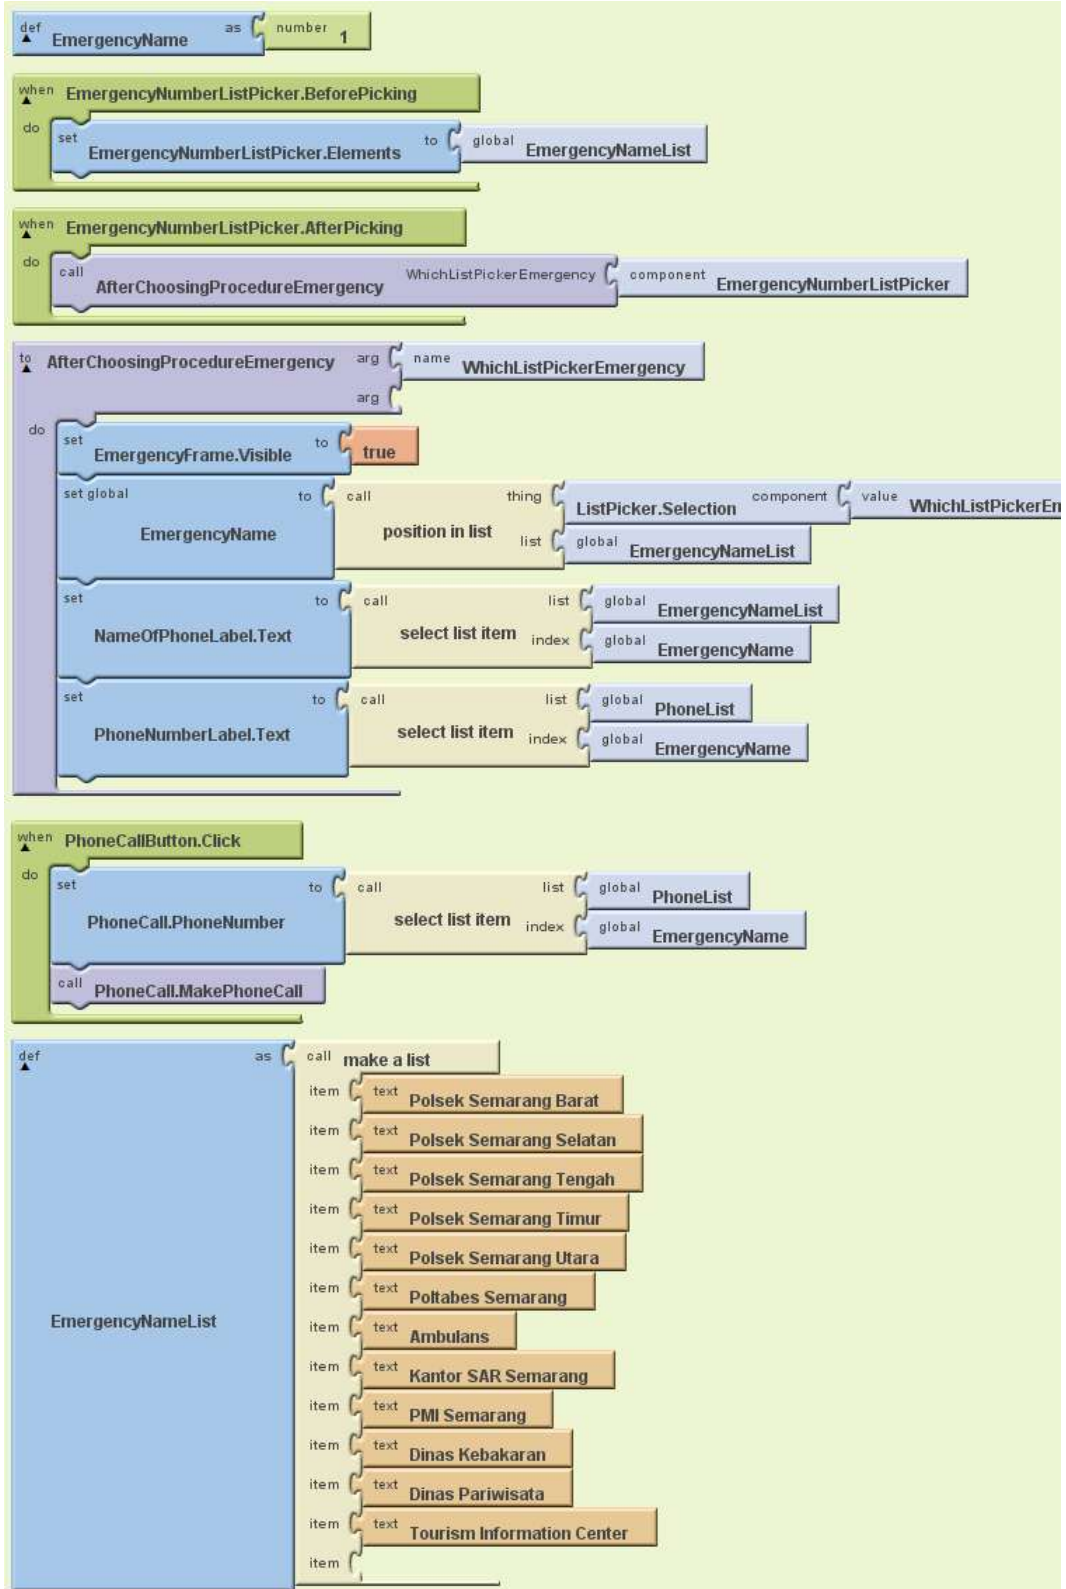 def EmergencyName as number 1
when EmergencyNumberListPicker.BeforePicking
do set EmergencyNumberListPicker.Elements to global EmergencyNameList
when EmergencyNumberListPicker.AfterPicking
do call AfterChoosingProcedureEmergency WhichListPickerEmergency component EmergencyNumberListPicker
to AfterChoosingProcedureEmergency arg name WhichListPickerEmergency
arg
do set EmergencyFrame.Visible to true
set global EmergencyName to call position in list thing ListPicker.Selection component value WhichListPickerEn
list global EmergencyNameList
set NameOfPhoneLabel.Text to call select list item list global EmergencyNameList
index global EmergencyName
set PhoneNumberLabel.Text to call select list item list global PhoneList
index global EmergencyName
when PhoneCallButton.Click
do set PhoneCall.PhoneNumber to call select list item list global PhoneList
index global EmergencyName
call PhoneCall.MakePhoneCall
def EmergencyNameList as call make a list
item text Polsek Semarang Barat
item text Polsek Semarang Selatan
item text Polsek Semarang Tengah
item text Polsek Semarang Timur
item text Polsek Semarang Utara
item text Poltabes Semarang
item text Ambulans
item text Kantor SAR Semarang
item text PMI Semarang
item text Dinas Kebakaran
item text Dinas Pariwisata
item text Tourism Information Center
item